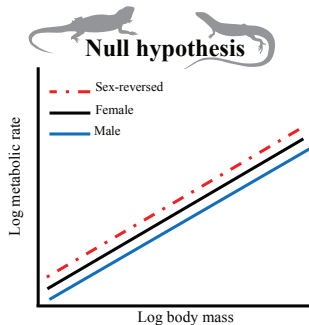 Null hypothesis
Sex-reversed
Female
Male
Log metabolic rate
Log body mass